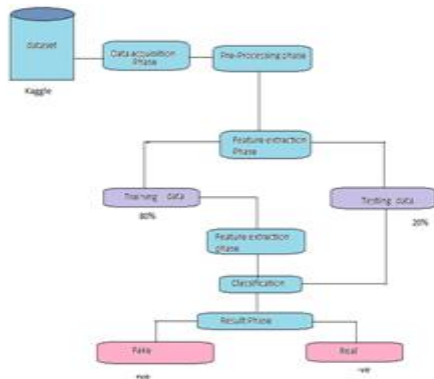 dataset
Kaggle
Data acquisition
Phase
Pre-Processing phase
Feature extraction
Phase
Training data
80%
Testing data
20%
Feature extraction
phase
Classification
Result Phase
Fake
+ve
Real
-ve